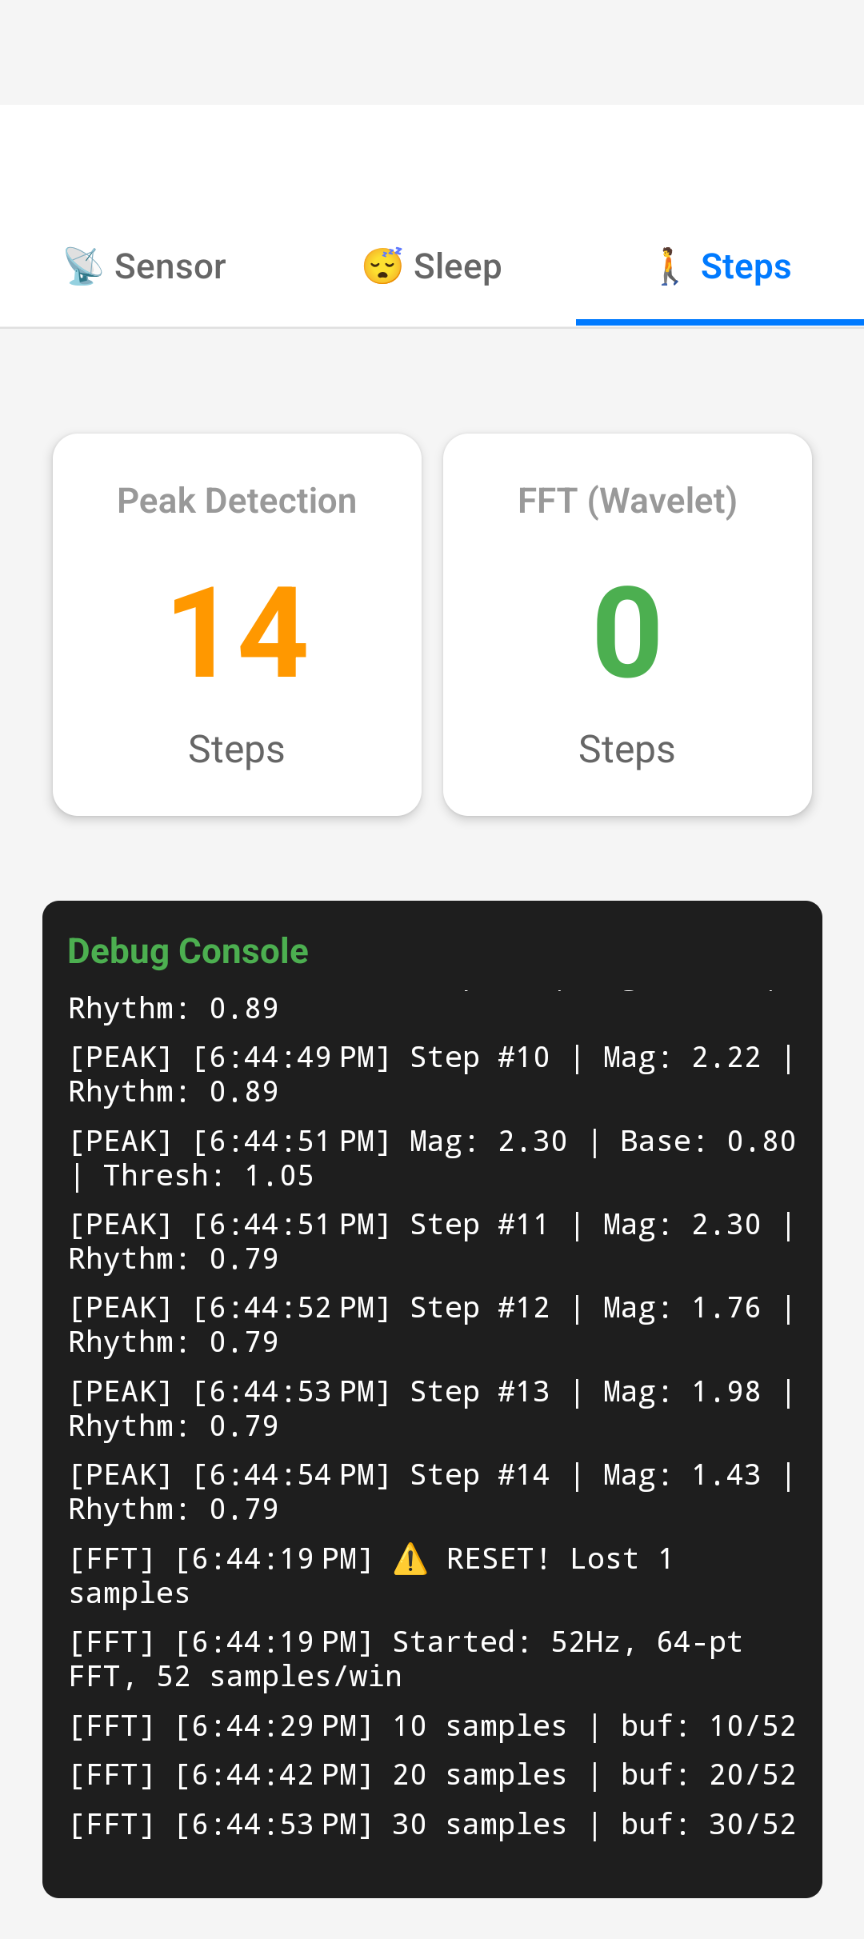 Sensor
Sleep
Steps
Peak Detection
14
Steps
FFT (Wavelet)
0
Steps
Debug Console
Rhythm: 0.89
[PEAK] [6:44:49 PM] Step #10 | Mag: 2.22 |
Rhythm: 0.89
[PEAK] [6:44:51 PM] Mag: 2.30 | Base: 0.80
| Thresh: 1.05
[PEAK] [6:44:51 PM] Step #11 | Mag: 2.30 |
Rhythm: 0.79
[PEAK] [6:44:52 PM] Step #12 | Mag: 1.76 |
Rhythm: 0.79
[PEAK] [6:44:53 PM] Step #13 | Mag: 1.98 |
Rhythm: 0.79
[PEAK] [6:44:54 PM] Step #14 | Mag: 1.43 |
Rhythm: 0.79
[FFT] [6:44:19 PM] ⚠️ RESET! Lost 1
samples
[FFT] [6:44:19 PM] Started: 52Hz, 64-pt
FFT, 52 samples/win
[FFT] [6:44:29 PM] 10 samples | buf: 10/52
[FFT] [6:44:42 PM] 20 samples | buf: 20/52
[FFT] [6:44:53 PM] 30 samples | buf: 30/52